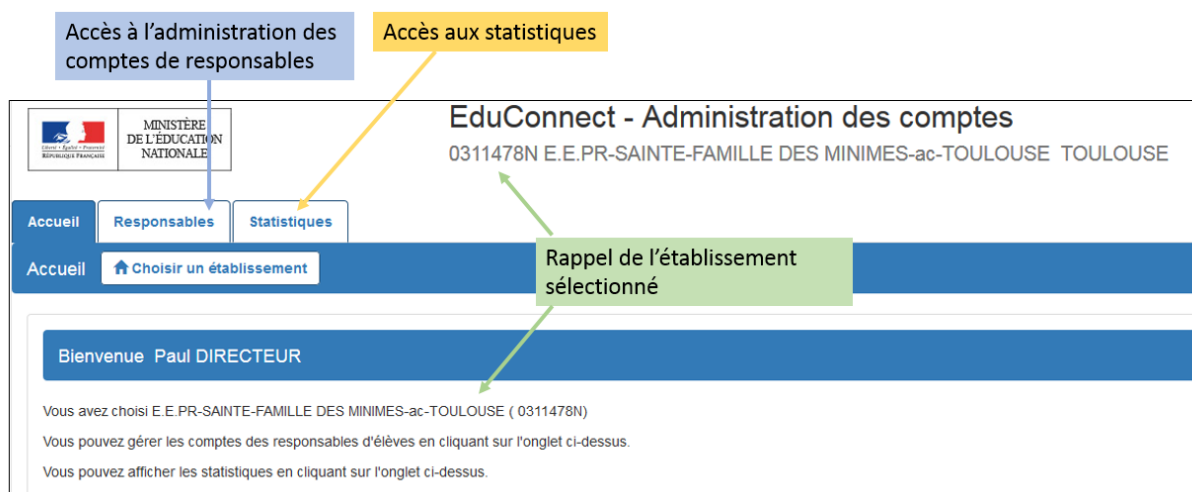 Accès à l'administration des
comptes de responsables
Accès aux statistiques
Liberté • Égalité • Fraternité
RÉPUBLIQUE FRANÇAISE
MINISTÈRE
DE L'ÉDUCATION
NATIONALE
EduConnect - Administration des comptes
0311478N E.E.PR-SAINTE-FAMILLE DES MINIMES-ac-TOULOUSE TOULOUSE
Accueil
Responsables
Statistiques
Accueil
Choisir un établissement
Rappel de l'établissement
sélectionné
Bienvenue Paul DIRECTEUR
Vous avez choisi E.E.PR-SAINTE-FAMILLE DES MINIMES-ac-TOULOUSE ( 0311478N)
Vous pouvez gérer les comptes des responsables d'élèves en cliquant sur l'onglet ci-dessus.
Vous pouvez afficher les statistiques en cliquant sur l'onglet ci-dessus.